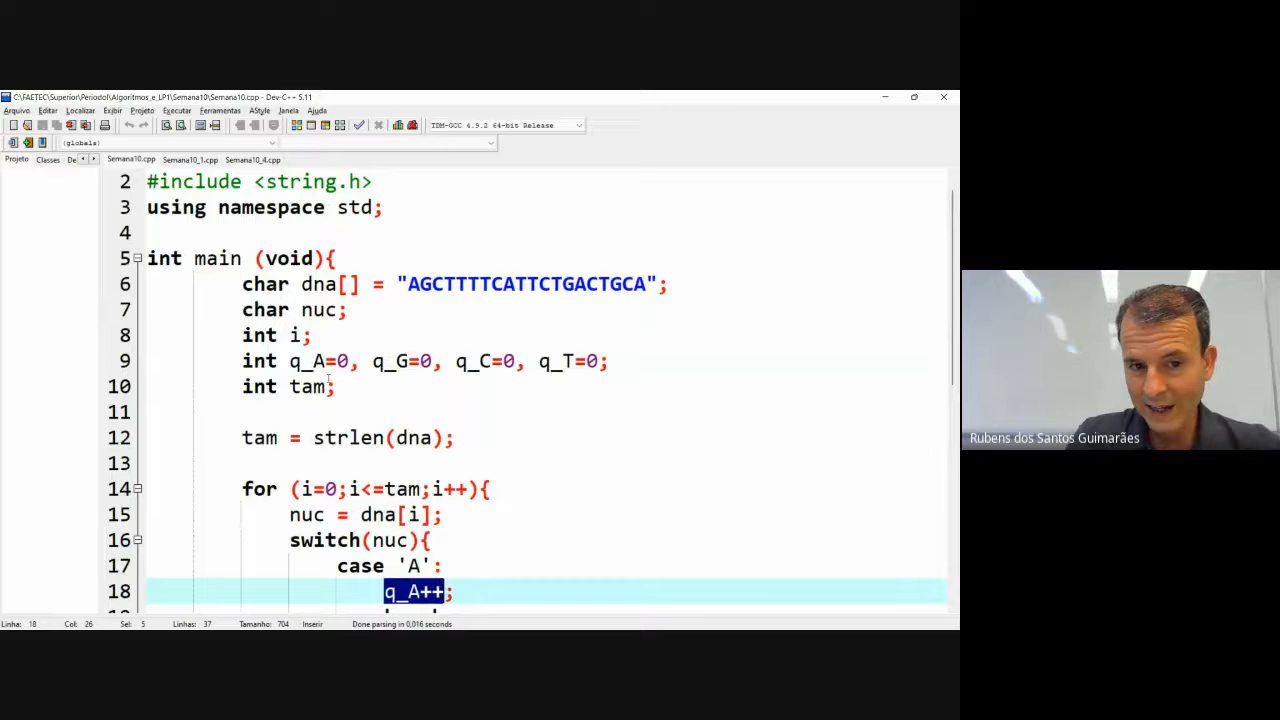 C:\FAETEC\Superior\PeriodoI\Algoritmos_e_LP1\Semana10\Semana10.cpp - Dev-C++ 5.11
Arquivo Editar Localizar Exibir Projeto Executar Ferramentas AStyle Janela Ajuda
TDM-GCC 4.9.2 64-bit Release
(globals)
Projeto Classes De Semana10.cpp Semana10_1.cpp Semana10_4.cpp
2 #include <string.h>
3 using namespace std;
4
5 int main (void){
6 char dna[] = "AGCTTTTCATTCTGACTGCA";
7 char nuc;
8 int i;
9 int q_A=0, q_G=0, q_C=0, q_T=0;
10 int tam;
11
12 tam = strlen(dna);
13
14 for (i=0;i<=tam;i++){
15 nuc = dna[i];
16 switch(nuc){
17 case 'A':
18 q_A++;
Linha: 18 Col: 26 Sel: 5 Linhas: 37 Tamanho: 704 Inserir Done parsing in 0,016 seconds
Rubens dos Santos Guimarães